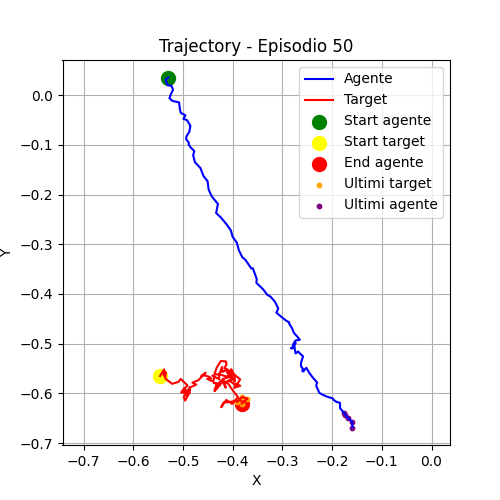 Trajectory - Episodio 50
Agente
Target
Start agente
Start target
End agente
Ultimi target
Ultimi agente
0.0
−0.1
−0.2
−0.3
−0.4
−0.5
−0.6
−0.7
Y
−0.7 −0.6 −0.5 −0.4 −0.3 −0.2 −0.1 0.0
X